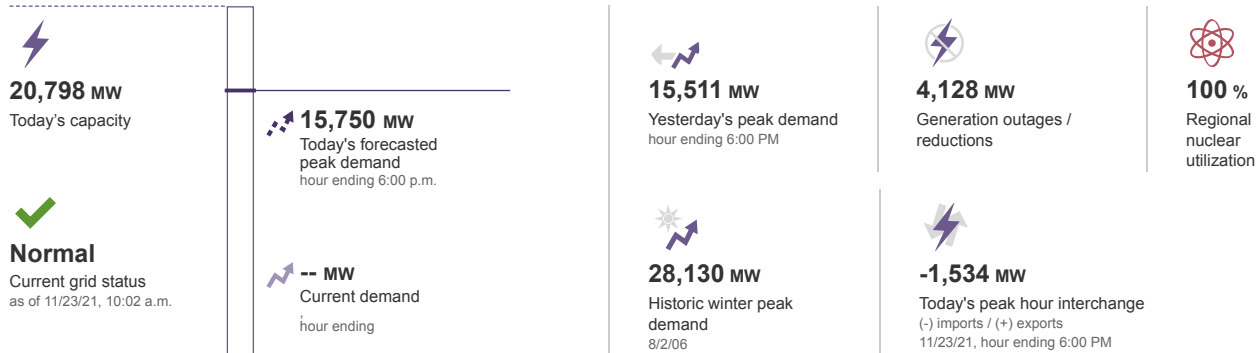 20,798 MW
Today's capacity
15,750 MW
Today's forecasted
peak demand
hour ending 6:00 p.m.
Normal
Current grid status
as of 11/23/21, 10:02 a.m.
-- MW
Current demand
,
hour ending
15,511 MW
Yesterday's peak demand
hour ending 6:00 PM
4,128 MW
Generation outages /
reductions
100 %
Regional
nuclear
utilization
28,130 MW
Historic winter peak
demand
8/2/06
-1,534 MW
Today's peak hour interchange
(-) imports / (+) exports
11/23/21, hour ending 6:00 PM